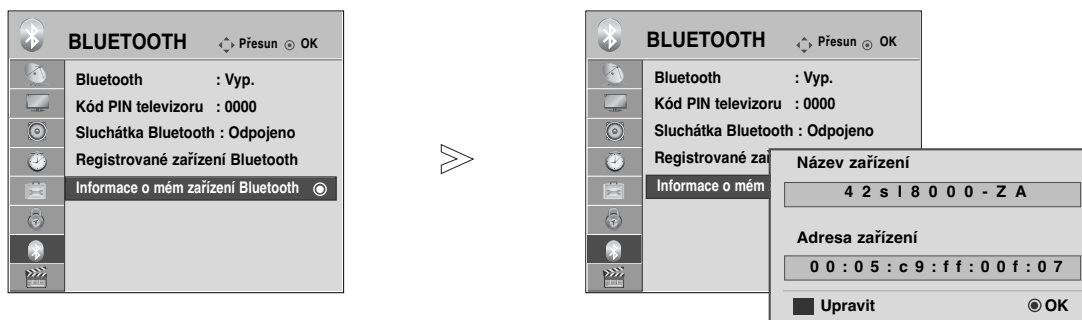 BLUETOOTH Přesun OK
Bluetooth : Vyp.
Kód PIN televizoru : 0000
Sluchátka Bluetooth : Odpojeno
Registrované zařízení Bluetooth
Informace o mém zařízení Bluetooth
BLUETOOTH Přesun OK
Bluetooth : Vyp.
Kód PIN televizoru : 0000
Sluchátka Bluetooth : Odpojeno
Registrované zař
Informace o mém
Název zařízení
42sl8000-ZA
Adresa zařízení
00:05:c9:ff:00f:07
Upravit OK